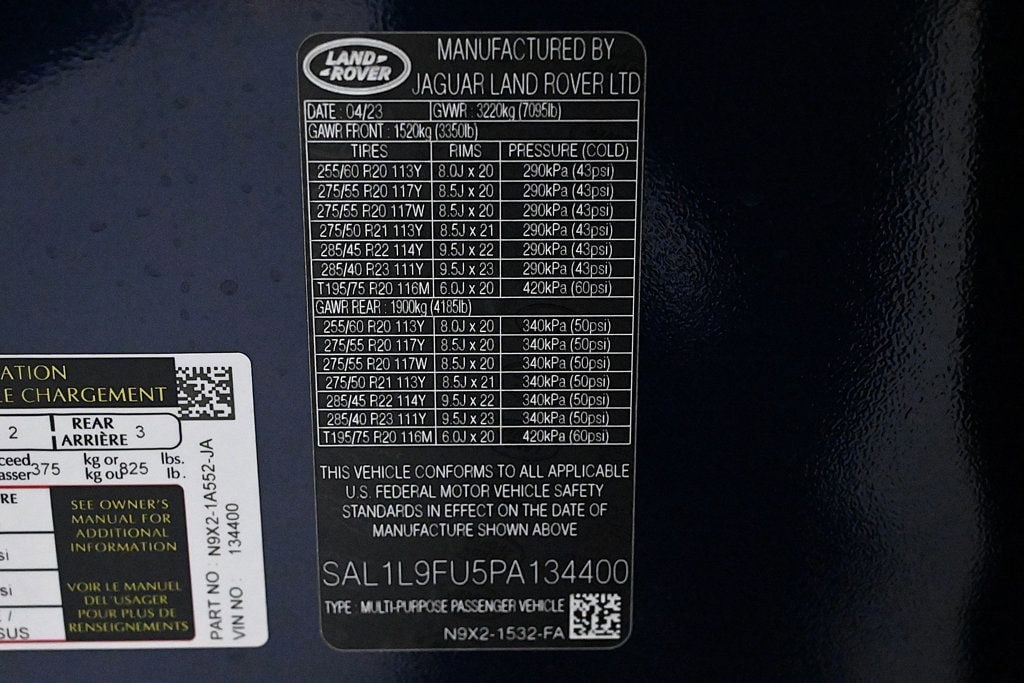 LAND-
-ROVER
MANUFACTURED BY
JAGUAR LAND ROVER LTD
DATE : 04/23 GVWR : 3220kg (7095lb)
GAWR FRONT : 1520kg (3350lb)
TIRES RIMS PRESSURE (COLD)
255/60 R20 113Y 8.0J x 20 290kPa (43psi)
275/55 R20 117Y 8.5J x 20 290kPa (43psi)
275/55 R20 117W 8.5J x 20 290kPa (43psi)
275/50 R21 113Y 8.5J x 21 290kPa (43psi)
285/45 R22 114Y 9.5J x 22 290kPa (43psi)
285/40 R23 111Y 9.5J x 23 290kPa (43psi)
T195/75 R20 116M 6.0J x 20 420kPa (60psi)
GAWR REAR : 1900kg (4185lb)
255/60 R20 113Y 8.0J x 20 340kPa (50psi)
275/55 R20 117Y 8.5J x 20 340kPa (50psi)
275/55 R20 117W 8.5J x 20 340kPa (50psi)
275/50 R21 113Y 8.5J x 21 340kPa (50psi)
285/45 R22 114Y 9.5J x 22 340kPa (50psi)
285/40 R23 111Y 9.5J x 23 340kPa (50psi)
T195/75 R20 116M 6.0J x 20 420kPa (60psi)
THIS VEHICLE CONFORMS TO ALL APPLICABLE
U.S. FEDERAL MOTOR VEHICLE SAFETY
STANDARDS IN EFFECT ON THE DATE OF
MANUFACTURE SHOWN ABOVE
SAL1L9FU5PA134400
TYPE : MULTI-PURPOSE PASSENGER VEHICLE
N9X2-1532-FA
ATION
E CHARGEMENT
2 REAR
ARRIÈRE 3
ceed 375 kg or 825 lbs.
asser kg ou lb.
RE
SEE OWNER'S
MANUAL FOR
ADDITIONAL
INFORMATION
si
si
VOIR LE MANUEL
DE L'USAGER
POUR PLUS DE
RENSEIGNEMENTS
/
SUS
PART NO : N9X2-1A552-JA
VIN NO : 134400